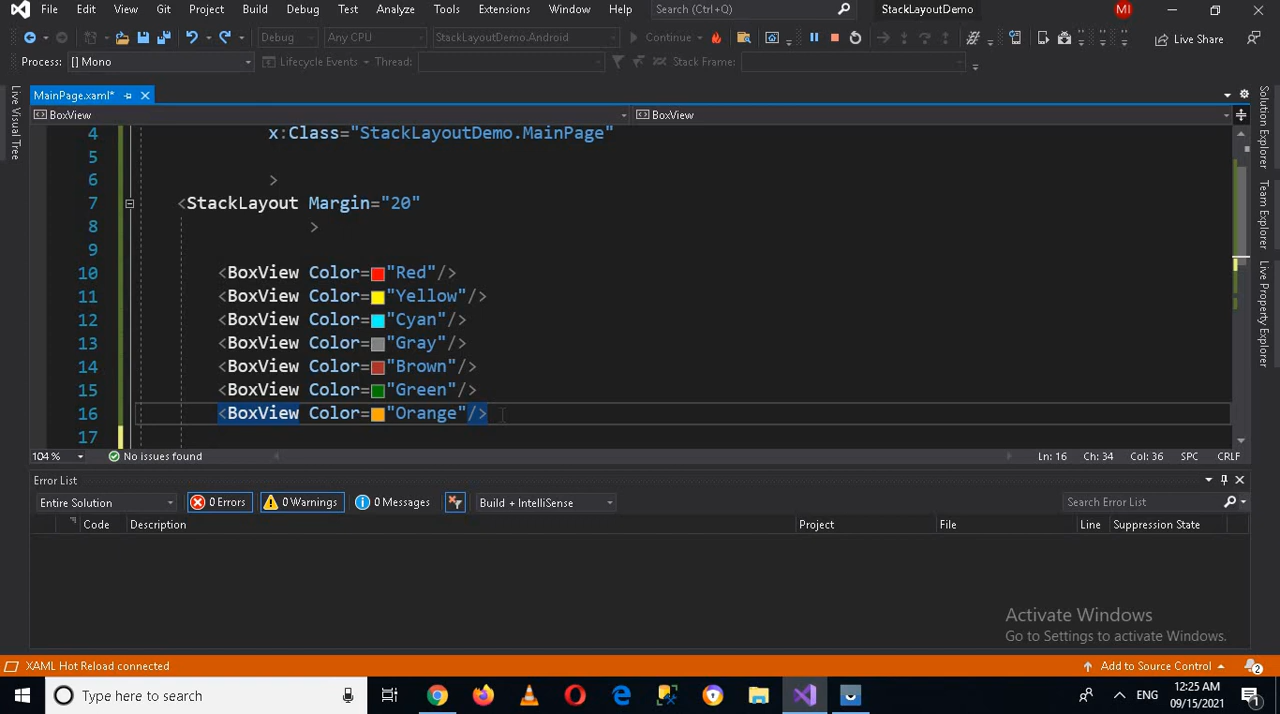 File Edit View Git Project Build Debug Test Analyze Tools Extensions Window Help Search (Ctrl+Q) StackLayoutDemo MI
Debug Any CPU StackLayoutDemo.Android Continue Live Share
Process: [] Mono Lifecycle Events Thread: Stack Frame:
MainPage.xaml*
BoxView BoxView
4 x:Class="StackLayoutDemo.MainPage"
5
6 >
7 <StackLayout Margin="20"
8 >
9
10 <BoxView Color="Red"/>
11 <BoxView Color="Yellow"/>
12 <BoxView Color="Cyan"/>
13 <BoxView Color="Gray"/>
14 <BoxView Color="Brown"/>
15 <BoxView Color="Green"/>
16 <BoxView Color="Orange"/>
17
104 % No issues found Ln: 16 Ch: 34 Col: 36 SPC CRLF
Live Visual Tree
Solution Explorer
Team Explorer
Live Property Explorer
Error List
Entire Solution 0 Errors 0 Warnings 0 Messages Build + IntelliSense Search Error List
Code Description Project File Line Suppression State
Activate Windows
Go to Settings to activate Windows.
XAML Hot Reload connected Add to Source Control 2
Type here to search ENG 12:25 AM
09/15/2021 1